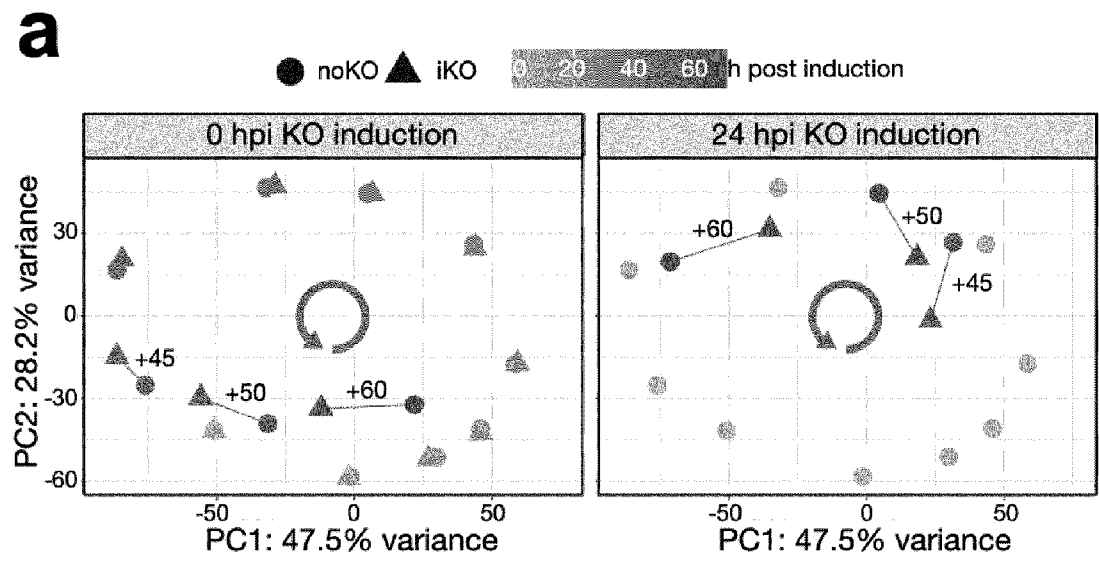 a
noKO iKO 0 20 40 60 h post induction
0 hpi KO induction 24 hpi KO induction
PC2: 28.2% variance
30
0
-30
-60
+45
+50
+60
+60
+50
+45
-50 0 50 -50 0 50
PC1: 47.5% variance PC1: 47.5% variance